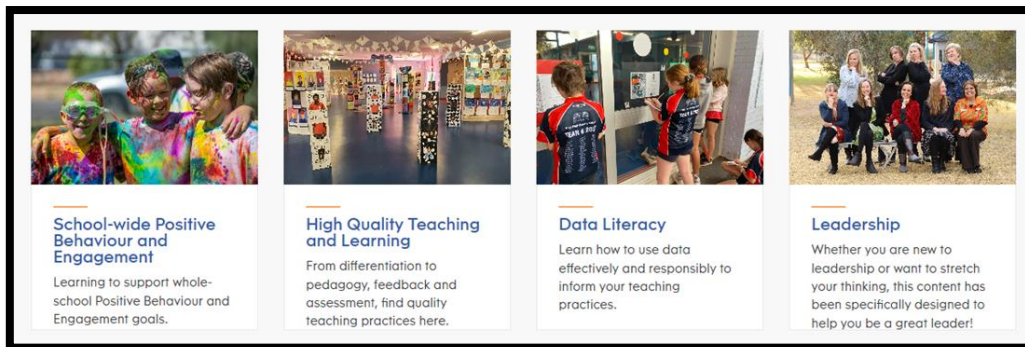 School-wide Positive
Behaviour and
Engagement
Learning to support whole-
school Positive Behaviour and
Engagement goals.
High Quality Teaching
and Learning
From differentiation to
pedagogy, feedback and
assessment, find quality
teaching practices here.
Data Literacy
Learn how to use data
effectively and responsibly to
inform your teaching
practices.
Leadership
Whether you are new to
leadership or want to stretch
your thinking, this content has
been specifically designed to
help you be a great leader!